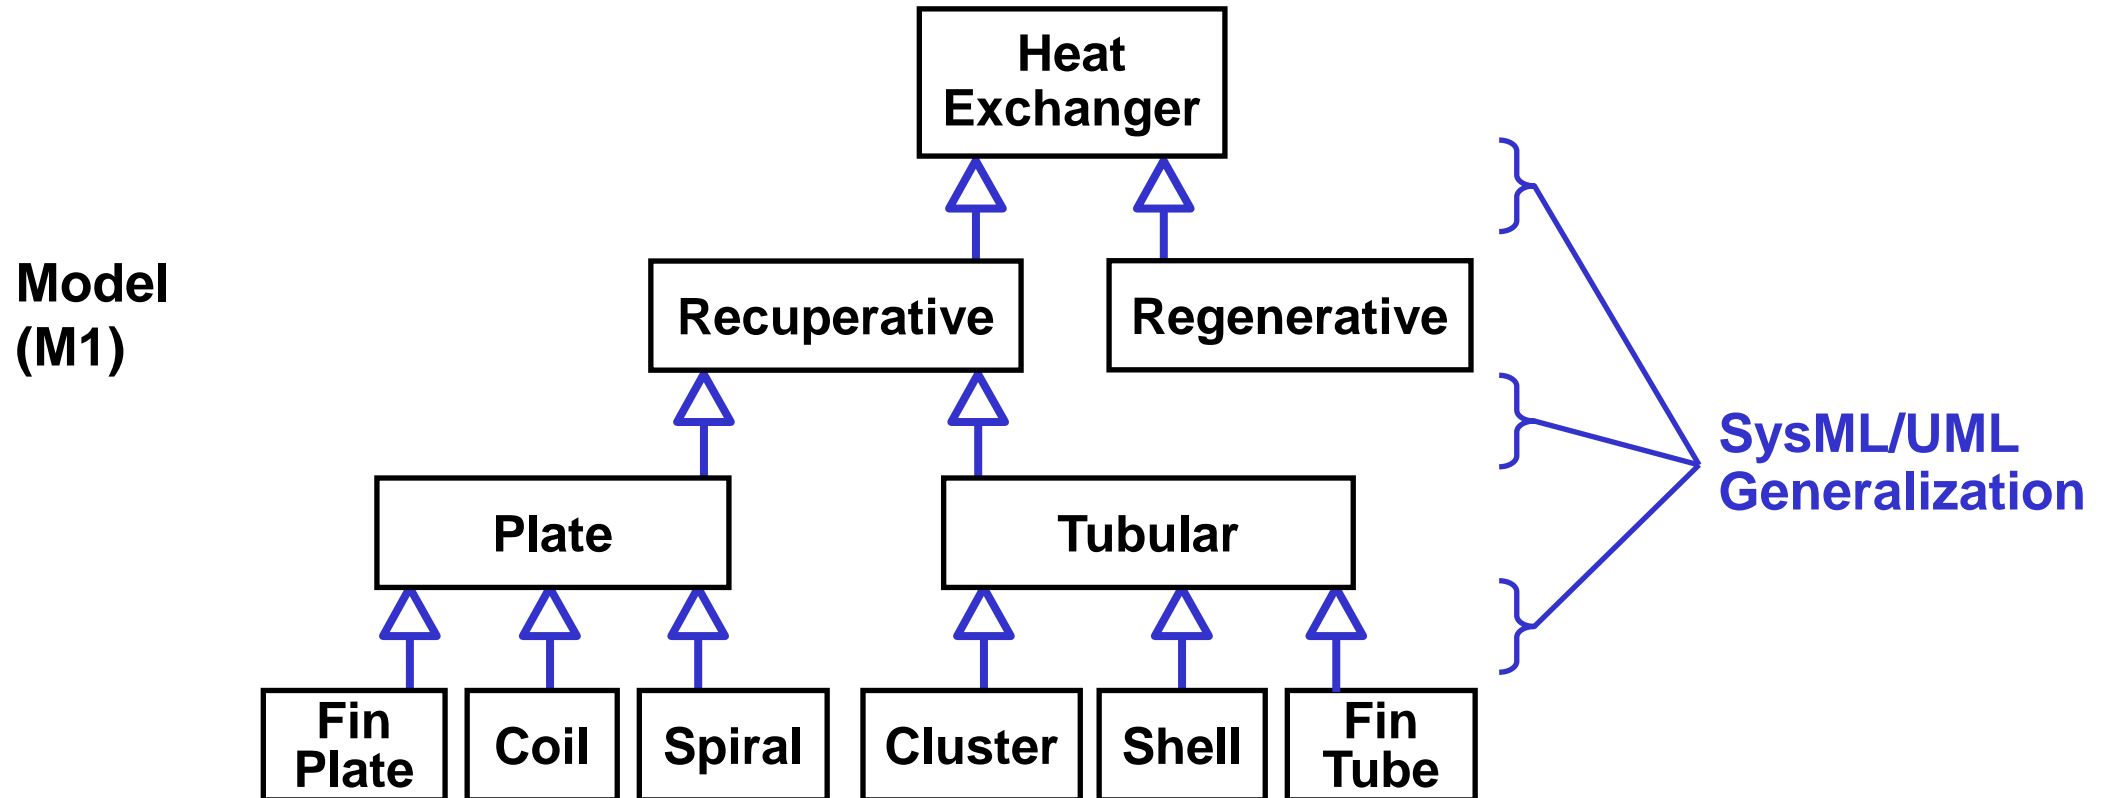 Heat
Exchanger
Model
(M1)
Recuperative
Regenerative
SysML/UML
Generalization
Plate
Tubular
Fin
Plate
Coil
Spiral
Cluster
Shell
Fin
Tube